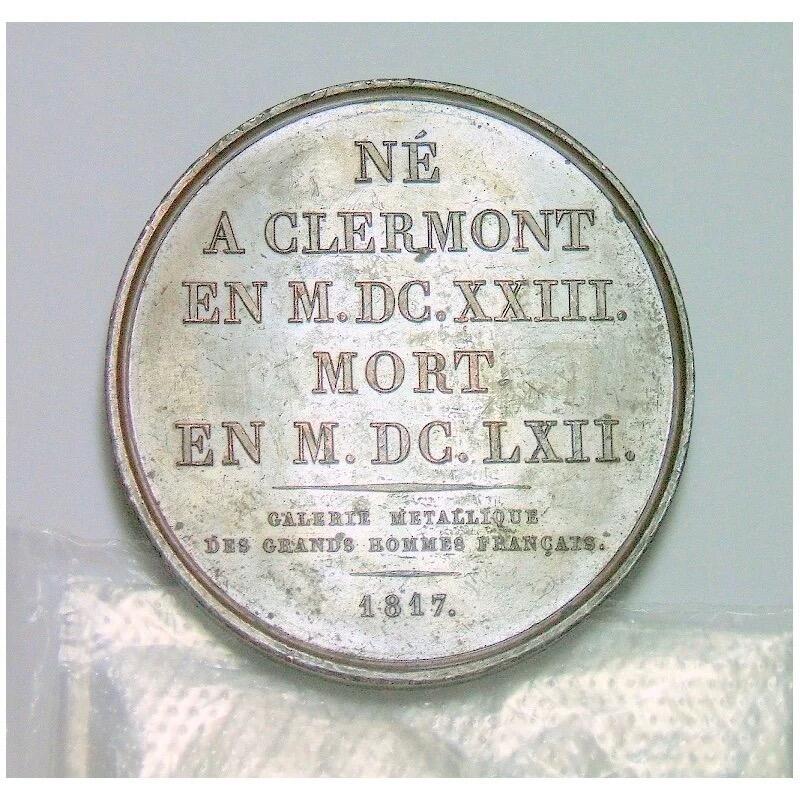 NÉ
A CLERMONT
EN M.DC.XXIII.
MORT
EN M.DC.LXII.
GALERIE METALLIQUE
DES GRANDS HOMMES FRANÇAIS.
1817.